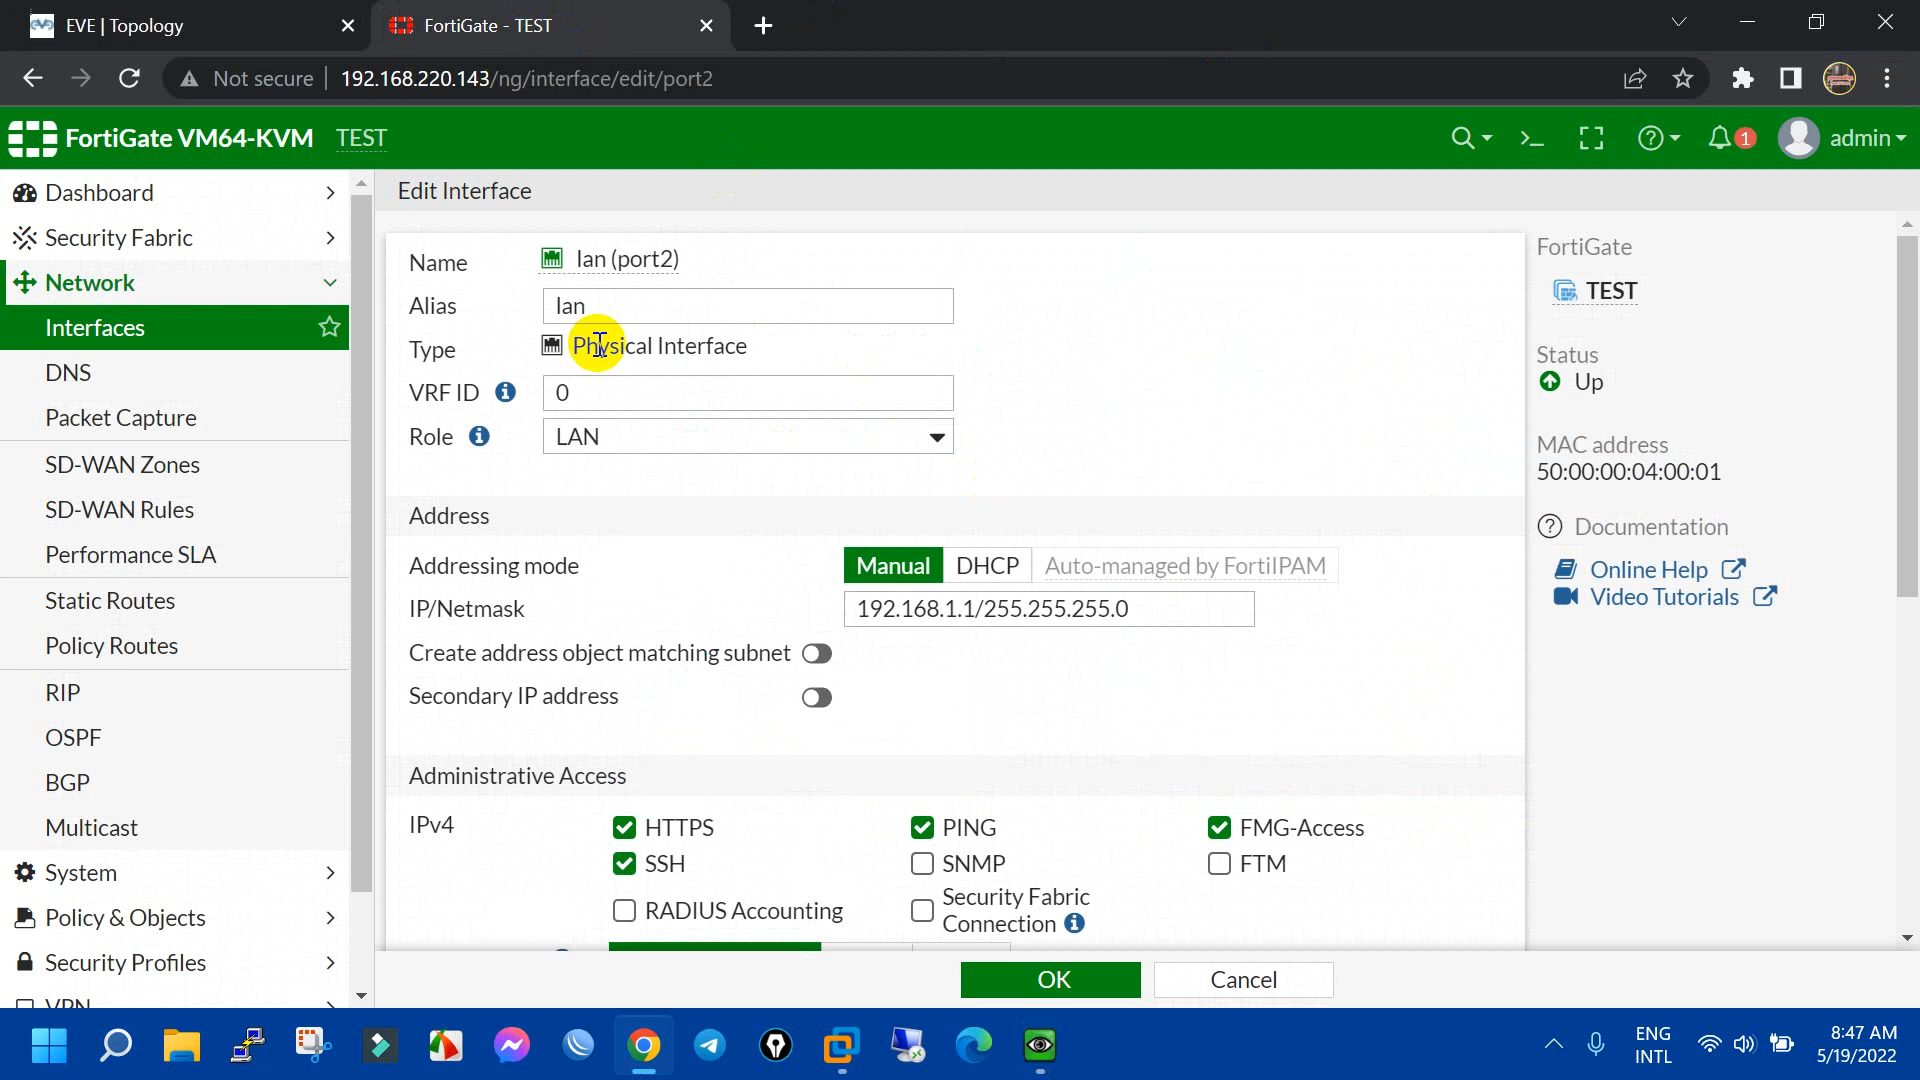 EVE | Topology
FortiGate - TEST
Not secure
192.168.220.143/ng/interface/edit/port2
FortiGate VM64-KVM TEST
1
admin
Dashboard
Security Fabric
Network
Interfaces
DNS
Packet Capture
SD-WAN Zones
SD-WAN Rules
Performance SLA
Static Routes
Policy Routes
RIP
OSPF
BGP
Multicast
System
Policy & Objects
Security Profiles
VPN
Edit Interface
Name lan (port2)
Alias lan
Type Physical Interface
VRF ID 0
Role LAN
Address
Addressing mode Manual DHCP Auto-managed by FortiIPAM
IP/Netmask 192.168.1.1/255.255.255.0
Create address object matching subnet
Secondary IP address
Administrative Access
IPv4 HTTPS PING FMG-Access
SSH SNMP FTM
RADIUS Accounting Security Fabric Connection
OK Cancel
FortiGate
TEST
Status
Up
MAC address
50:00:00:04:00:01
Documentation
Online Help
Video Tutorials
ENG
INTL
8:47 AM
5/19/2022